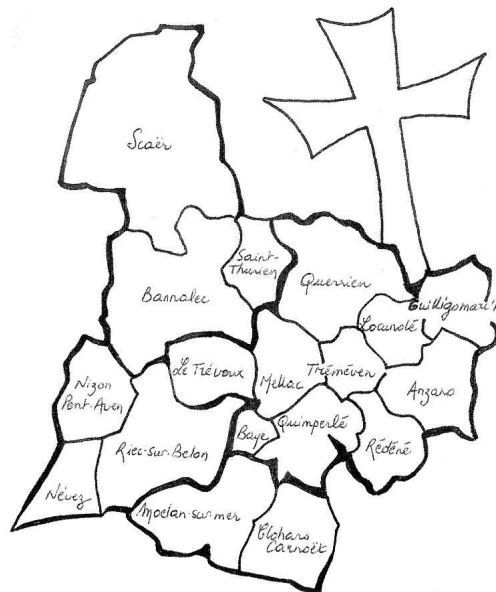 Scaër
Saint-
Thurien
Querrien
Bannalec
Guilligomarc'h
Locunolé
Le Trévoux
Mellac
Tréméven
Arzano
Nizon
Pont-Aven
Baye
Quimperlé
Rédéné
Riec-sur-Belon
Névez
Moëlan-sur-mer
Clohars
Carnoët